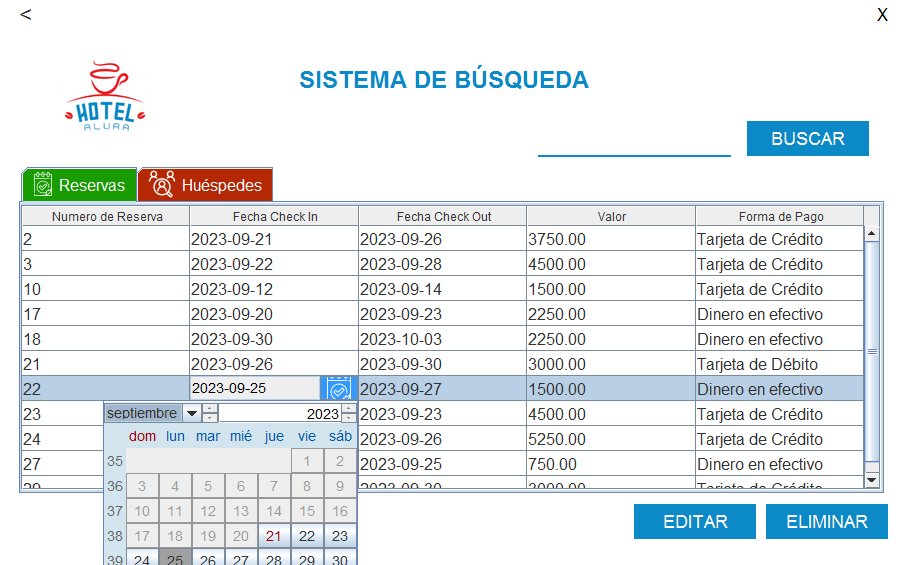 <
X
HOTEL
ALURA
SISTEMA DE BÚSQUEDA
BUSCAR
Reservas Huéspedes
Numero de Reserva Fecha Check In Fecha Check Out Valor Forma de Pago
2 2023-09-21 2023-09-26 3750.00 Tarjeta de Crédito
3 2023-09-22 2023-09-28 4500.00 Tarjeta de Crédito
10 2023-09-12 2023-09-14 1500.00 Tarjeta de Crédito
17 2023-09-20 2023-09-23 2250.00 Dinero en efectivo
18 2023-09-30 2023-10-03 2250.00 Dinero en efectivo
21 2023-09-26 2023-09-30 3000.00 Tarjeta de Débito
22 2023-09-25 2023-09-27 1500.00 Dinero en efectivo
23 2023-09-23 4500.00 Tarjeta de Crédito
24 2023-09-26 5250.00 Tarjeta de Crédito
27 2023-09-25 750.00 Dinero en efectivo
29 2023-09-30 3000.00 Tarjeta de Crédito
septiembre 2023
dom lun mar mié jue vie sáb
35 1 2
36 3 4 5 6 7 8 9
37 10 11 12 13 14 15 16
38 17 18 19 20 21 22 23
39 24 25 26 27 28 29 30
EDITAR ELIMINAR